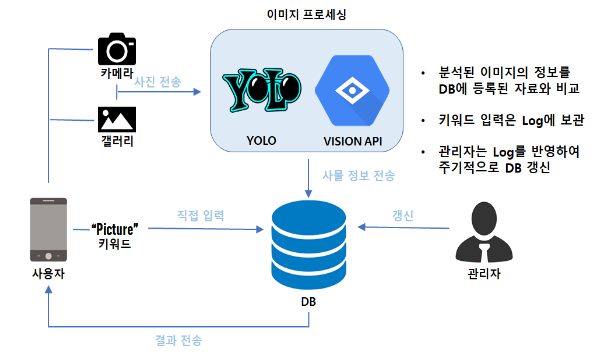 이미지 프로세싱
카메라
사진 전송
갤러리
YOLO
YOLO
VISION API
• 분석된 이미지의 정보를
DB에 등록된 자료와 비교
• 키워드 입력은 Log에 보관
• 관리자는 Log를 반영하여
주기적으로 DB 갱신
사물 정보 전송
"Picture"
키워드
직접 입력
갱신
사용자
관리자
DB
결과 전송